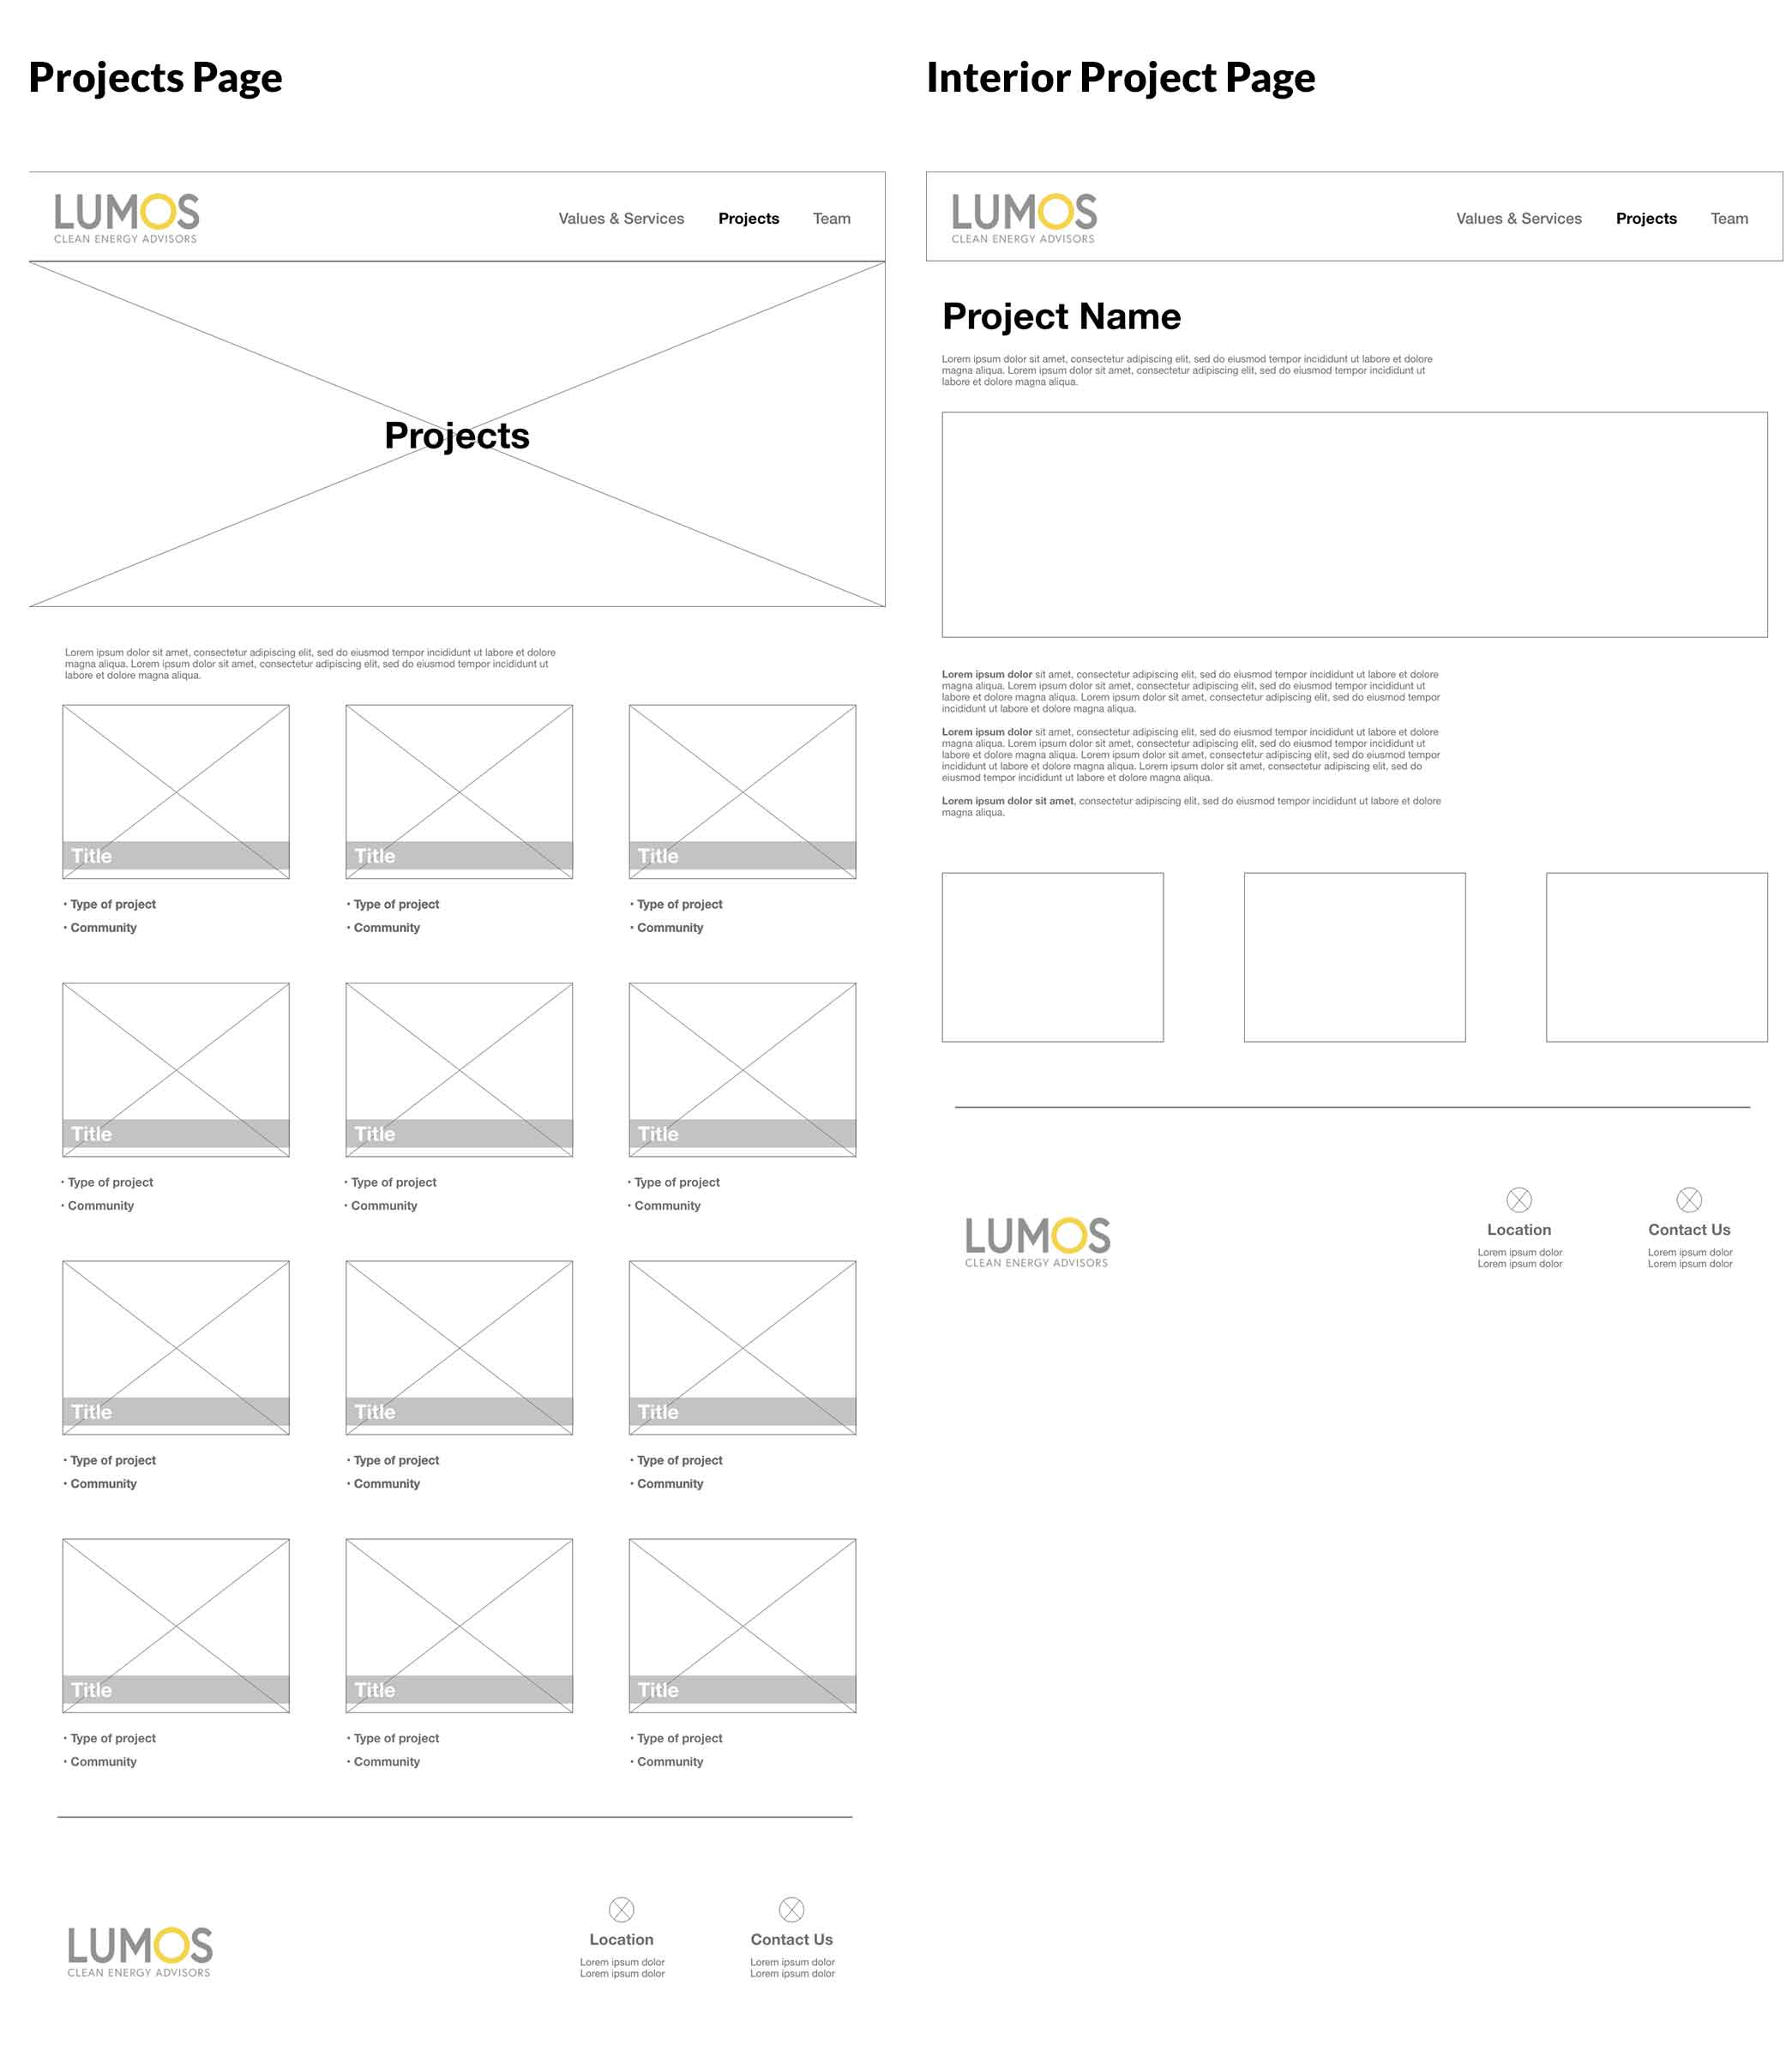 Projects Page
LUMOS
CLEAN ENERGY ADVISORS
Values & Services Projects Team
Projects
Lorem ipsum dolor sit amet, consectetur adipiscing elit, sed do eiusmod tempor incididunt ut labore et dolore
magna aliqua. Lorem ipsum dolor sit amet, consectetur adipiscing elit, sed do eiusmod tempor incididunt ut
labore et dolore magna aliqua.
Title Title Title
• Type of project • Type of project • Type of project
• Community • Community • Community
Title Title Title
• Type of project • Type of project • Type of project
• Community • Community • Community
Title Title Title
• Type of project • Type of project • Type of project
• Community • Community • Community
Title Title Title
• Type of project • Type of project • Type of project
• Community • Community • Community
LUMOS
CLEAN ENERGY ADVISORS
Location
Lorem ipsum dolor
Lorem ipsum dolor
Contact Us
Lorem ipsum dolor
Lorem ipsum dolor
Interior Project Page
LUMOS
CLEAN ENERGY ADVISORS
Values & Services Projects Team
Project Name
Lorem ipsum dolor sit amet, consectetur adipiscing elit, sed do eiusmod tempor incididunt ut labore et dolore
magna aliqua. Lorem ipsum dolor sit amet, consectetur adipiscing elit, sed do eiusmod tempor incididunt ut
labore et dolore magna aliqua.
Lorem ipsum dolor sit amet, consectetur adipiscing elit, sed do eiusmod tempor incididunt ut labore et dolore
magna aliqua. Lorem ipsum dolor sit amet, consectetur adipiscing elit, sed do eiusmod tempor incididunt ut
labore et dolore magna aliqua. Lorem ipsum dolor sit amet, consectetur adipiscing elit, sed do eiusmod tempor
incididunt ut labore et dolore magna aliqua.
Lorem ipsum dolor sit amet, consectetur adipiscing elit, sed do eiusmod tempor incididunt ut labore et dolore
magna aliqua. Lorem ipsum dolor sit amet, consectetur adipiscing elit, sed do eiusmod tempor incididunt ut
labore et dolore magna aliqua. Lorem ipsum dolor sit amet, consectetur adipiscing elit, sed do eiusmod tempor
incididunt ut labore et dolore magna aliqua. Lorem ipsum dolor sit amet, consectetur adipiscing elit, sed do
eiusmod tempor incididunt ut labore et dolore magna aliqua.
Lorem ipsum dolor sit amet, consectetur adipiscing elit, sed do eiusmod tempor incididunt ut labore et dolore
magna aliqua.
LUMOS
CLEAN ENERGY ADVISORS
Location
Lorem ipsum dolor
Lorem ipsum dolor
Contact Us
Lorem ipsum dolor
Lorem ipsum dolor